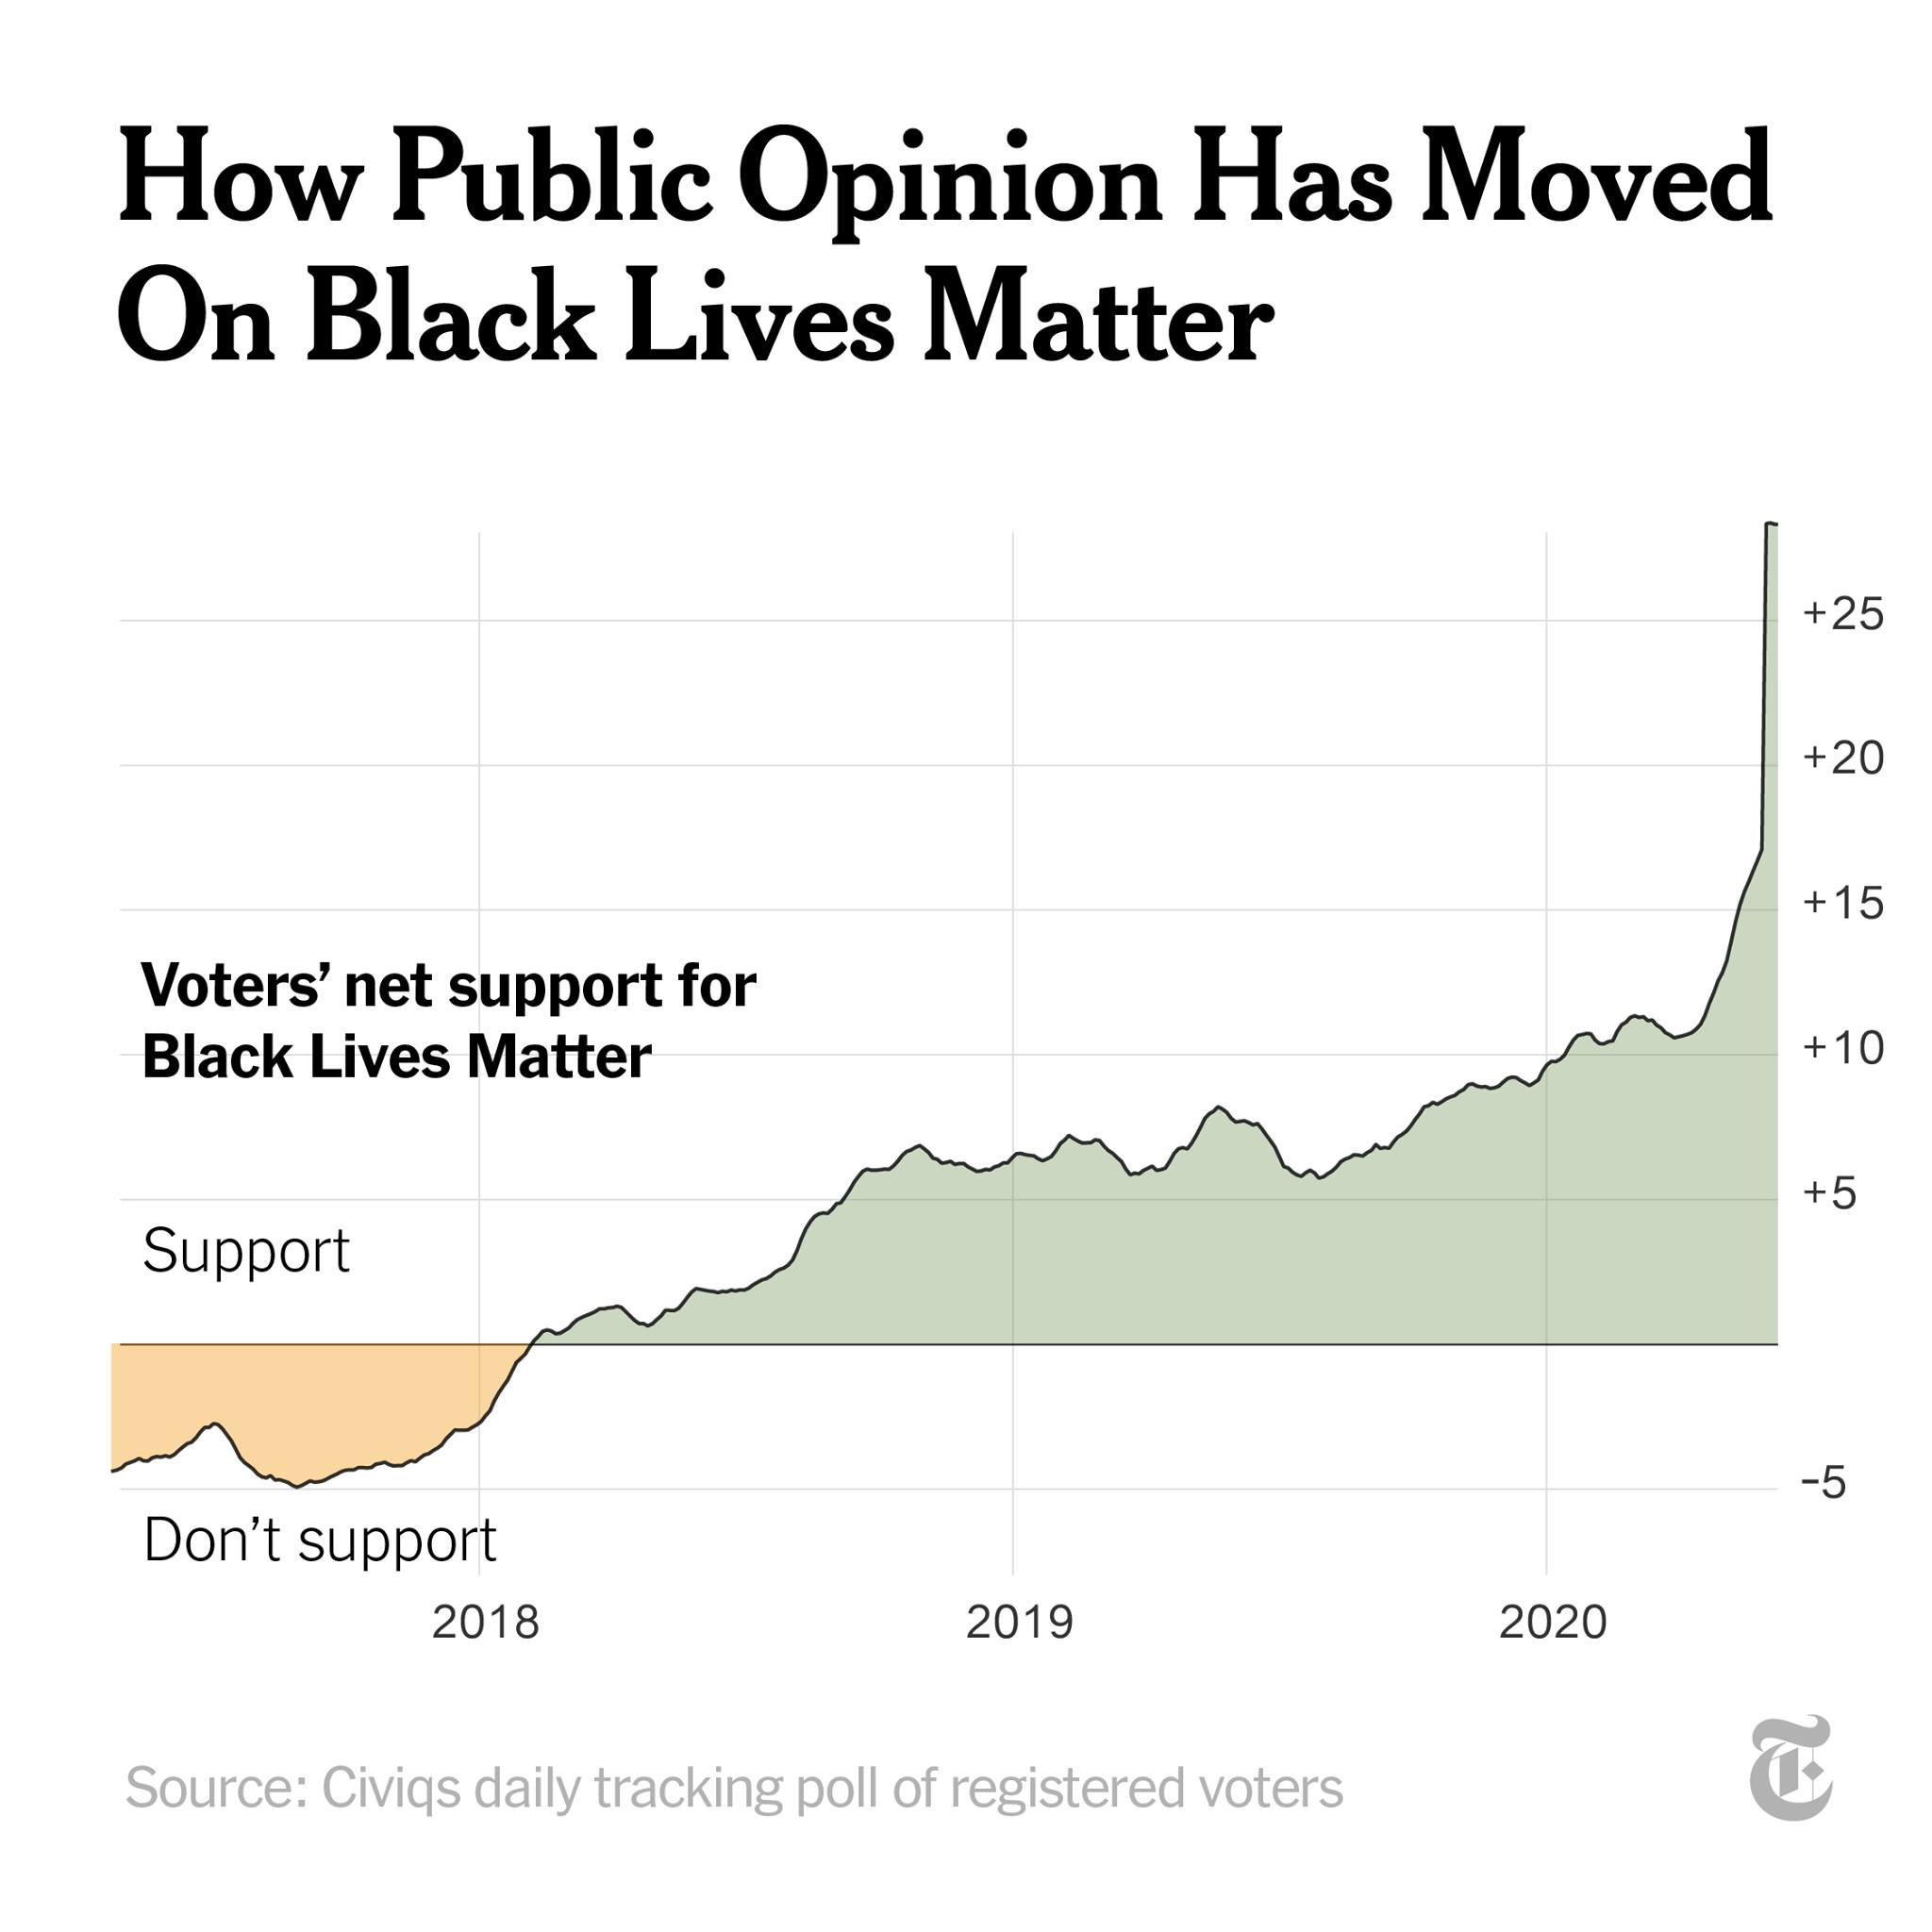 How Public Opinion Has Moved
On Black Lives Matter
+25
+20
+15
Voters’ net support for
Black Lives Matter
+10
+5
Support
-5
Don’t support
2018
2019
2020
Source: Civiqs daily tracking poll of registered voters
T